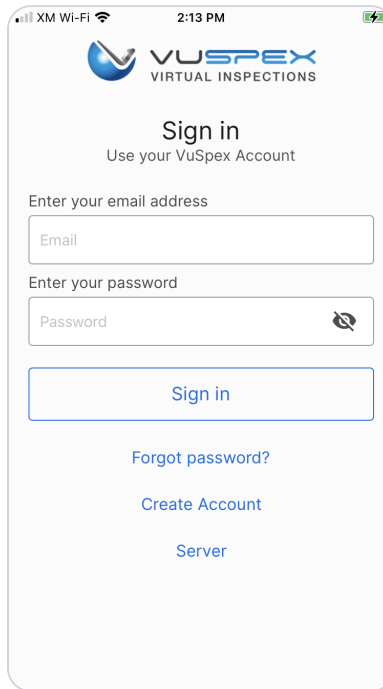 XM Wi-Fi 2:13 PM
VUSPEX
VIRTUAL INSPECTIONS
Sign in
Use your VuSpex Account
Enter your email address
Email
Enter your password
Password
Sign in
Forgot password?
Create Account
Server